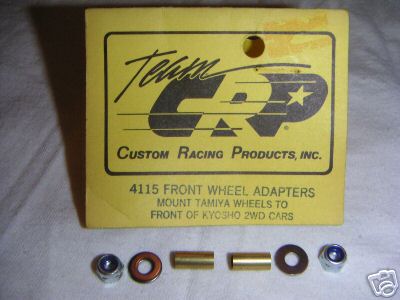 Team
CRP®
CUSTOM RACING PRODUCTS, INC.
4115 FRONT WHEEL ADAPTERS
MOUNT TAMIYA WHEELS TO
FRONT OF KYOSHO 2WD CARS